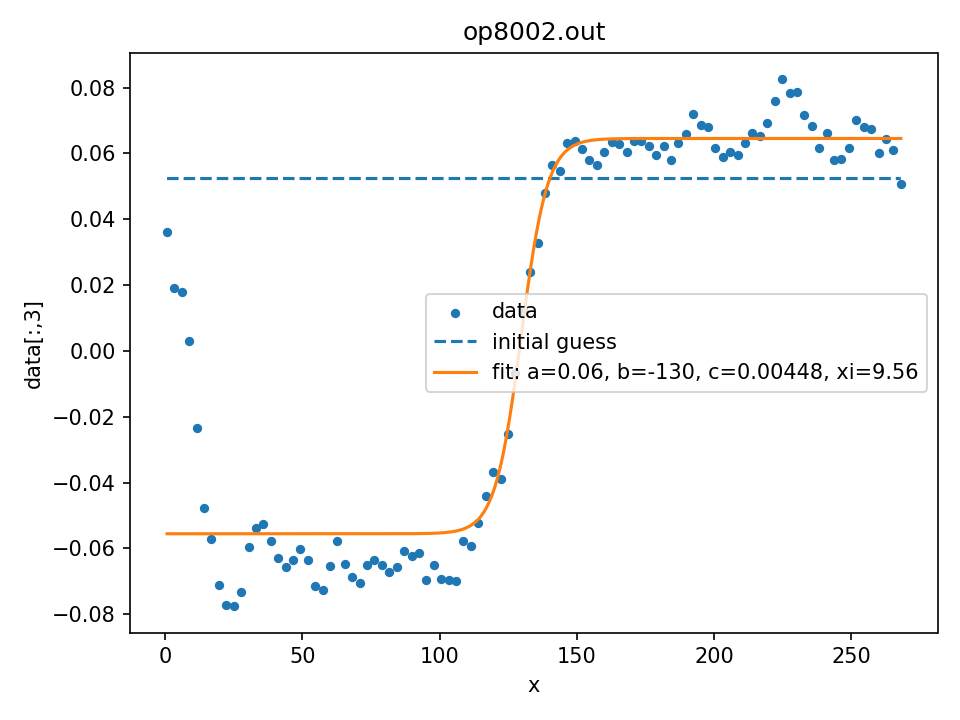 op8002.out
data[:,3]
0.08
0.06
0.04
0.02
0.00
−0.02
−0.04
−0.06
−0.08
data
initial guess
fit: a=0.06, b=-130, c=0.00448, xi=9.56
0 50 100 150 200 250
x